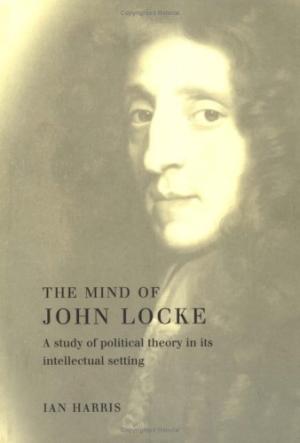 THE MIND OF
JOHN LOCKE
A study of political theory in its
intellectual setting
IAN HARRIS